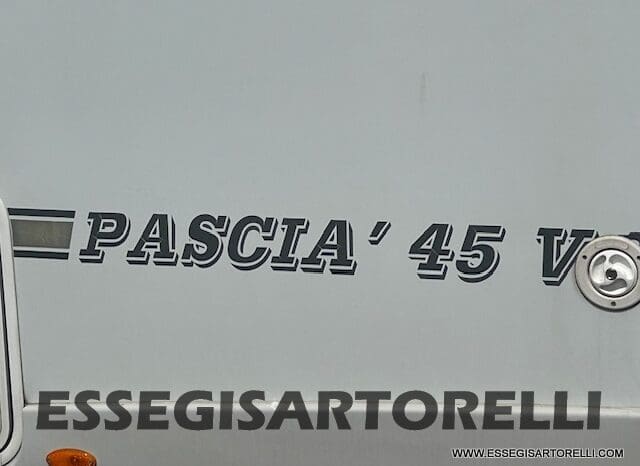 PASCIA' 45 V
ESSEGISARTORELLI
WWW.ESSEGISARTORELLI.COM